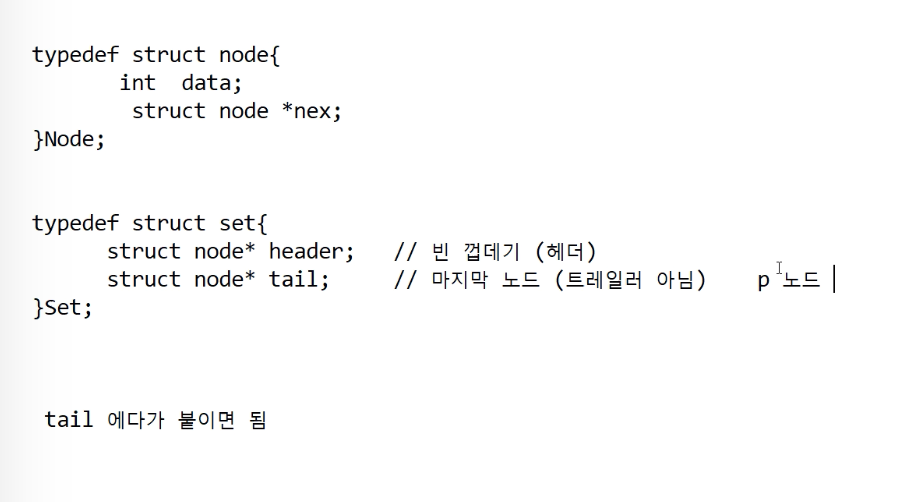 typedef struct node{
int data;
struct node *nex;
}Node;
typedef struct set{
struct node* header; // 빈 껍데기 (헤더)
struct node* tail; // 마지막 노드 (트레일러 아님) p 노드
}Set;
tail 에다가 붙이면 됨